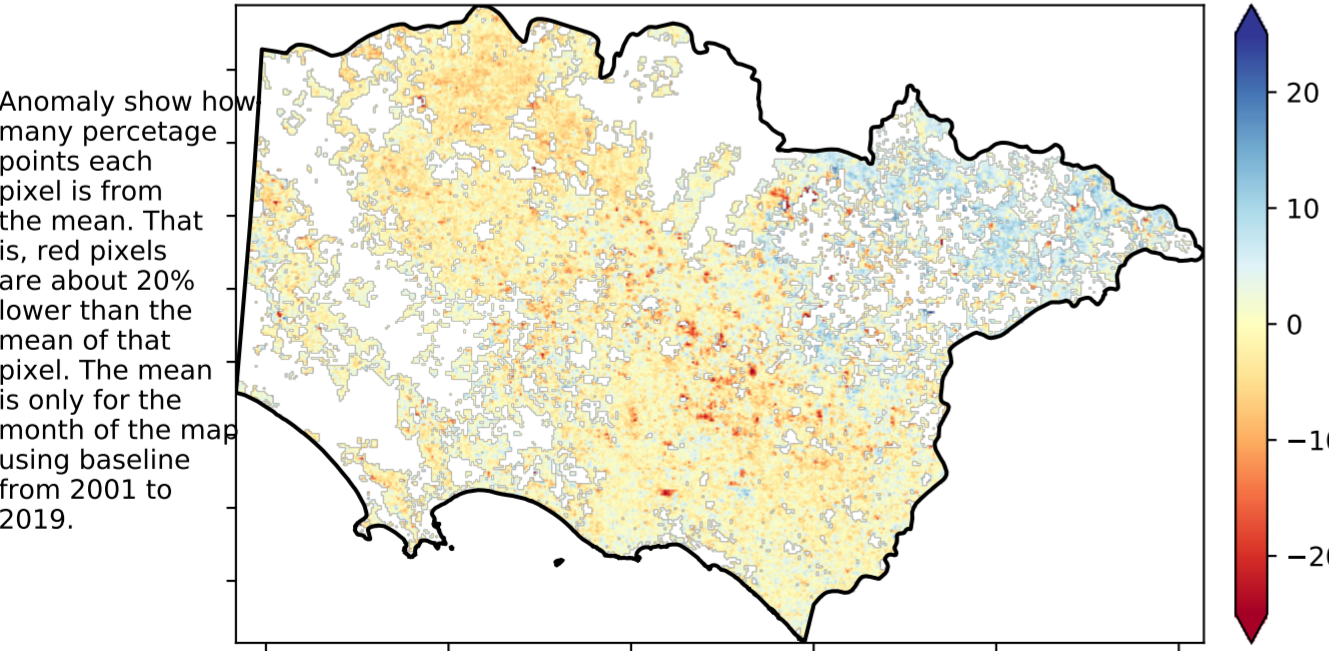 Anomaly show how
many percetage
points each
pixel is from
the mean. That
is, red pixels
are about 20%
lower than the
mean of that
pixel. The mean
is only for the
month of the map
using baseline
from 2001 to
2019.
20
10
0
−10
−20